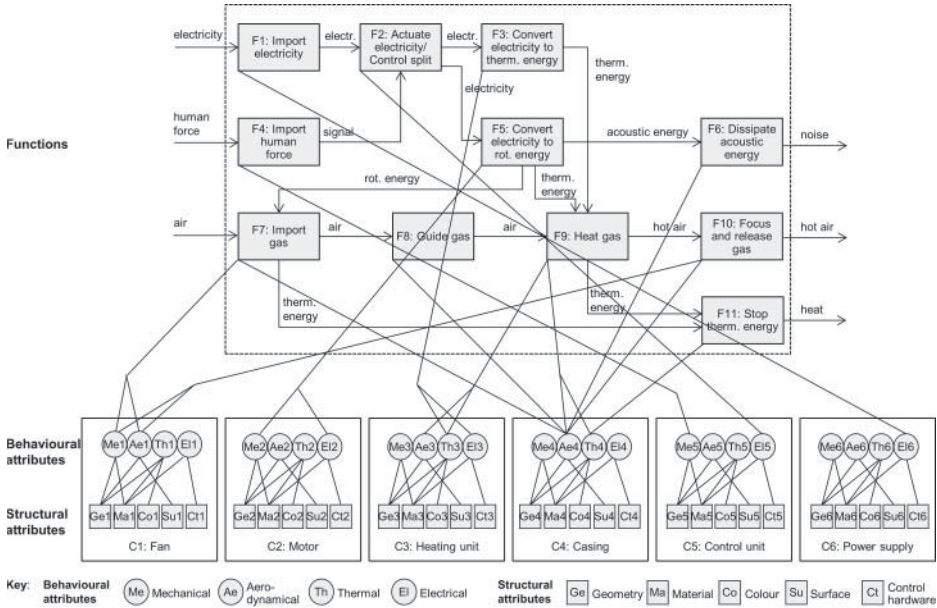 electricity
F1: Import
electricity
electr.
F2: Actuate
electricity/
Control split
electr.
F3: Convert
electricity to
therm. energy
therm.
energy
electricity
human
force
F4: Import
human
force
signal
F5: Convert
electricity to
rot. energy
acoustic energy
F6: Dissipate
acoustic
energy
noise
Functions
rot. energy
therm.
energy
air
F7: Import
gas
air
F8: Guide gas
air
F9: Heat gas
hot air
F10: Focus
and release
gas
hot air
therm.
energy
therm.
energy
F11: Stop
therm. energy
heat
Behavioural
attributes
Me1 Ae1 Th1 El1
Me2 Ae2 Th2 El2
Me3 Ae3 Th3 El3
Me4 Ae4 Th4 El4
Me5 Ae5 Th5 El5
Me6 Ae6 Th6 El6
Structural
attributes
Ge1 Ma1 Co1 Su1 Ct1
Ge2 Ma2 Co2 Su2 Ct2
Ge3 Ma3 Co3 Su3 Ct3
Ge4 Ma4 Co4 Su4 Ct4
Ge5 Ma5 Co5 Su5 Ct5
Ge6 Ma6 Co6 Su6 Ct6
C1: Fan
C2: Motor
C3: Heating unit
C4: Casing
C5: Control unit
C6: Power supply
Key: Behavioural
attributes
Me Mechanical
Ae Aero-
dynamical
Th Thermal
El Electrical
Structural
attributes
Ge Geometry
Ma Material
Co Colour
Su Surface
Ct Control
hardware